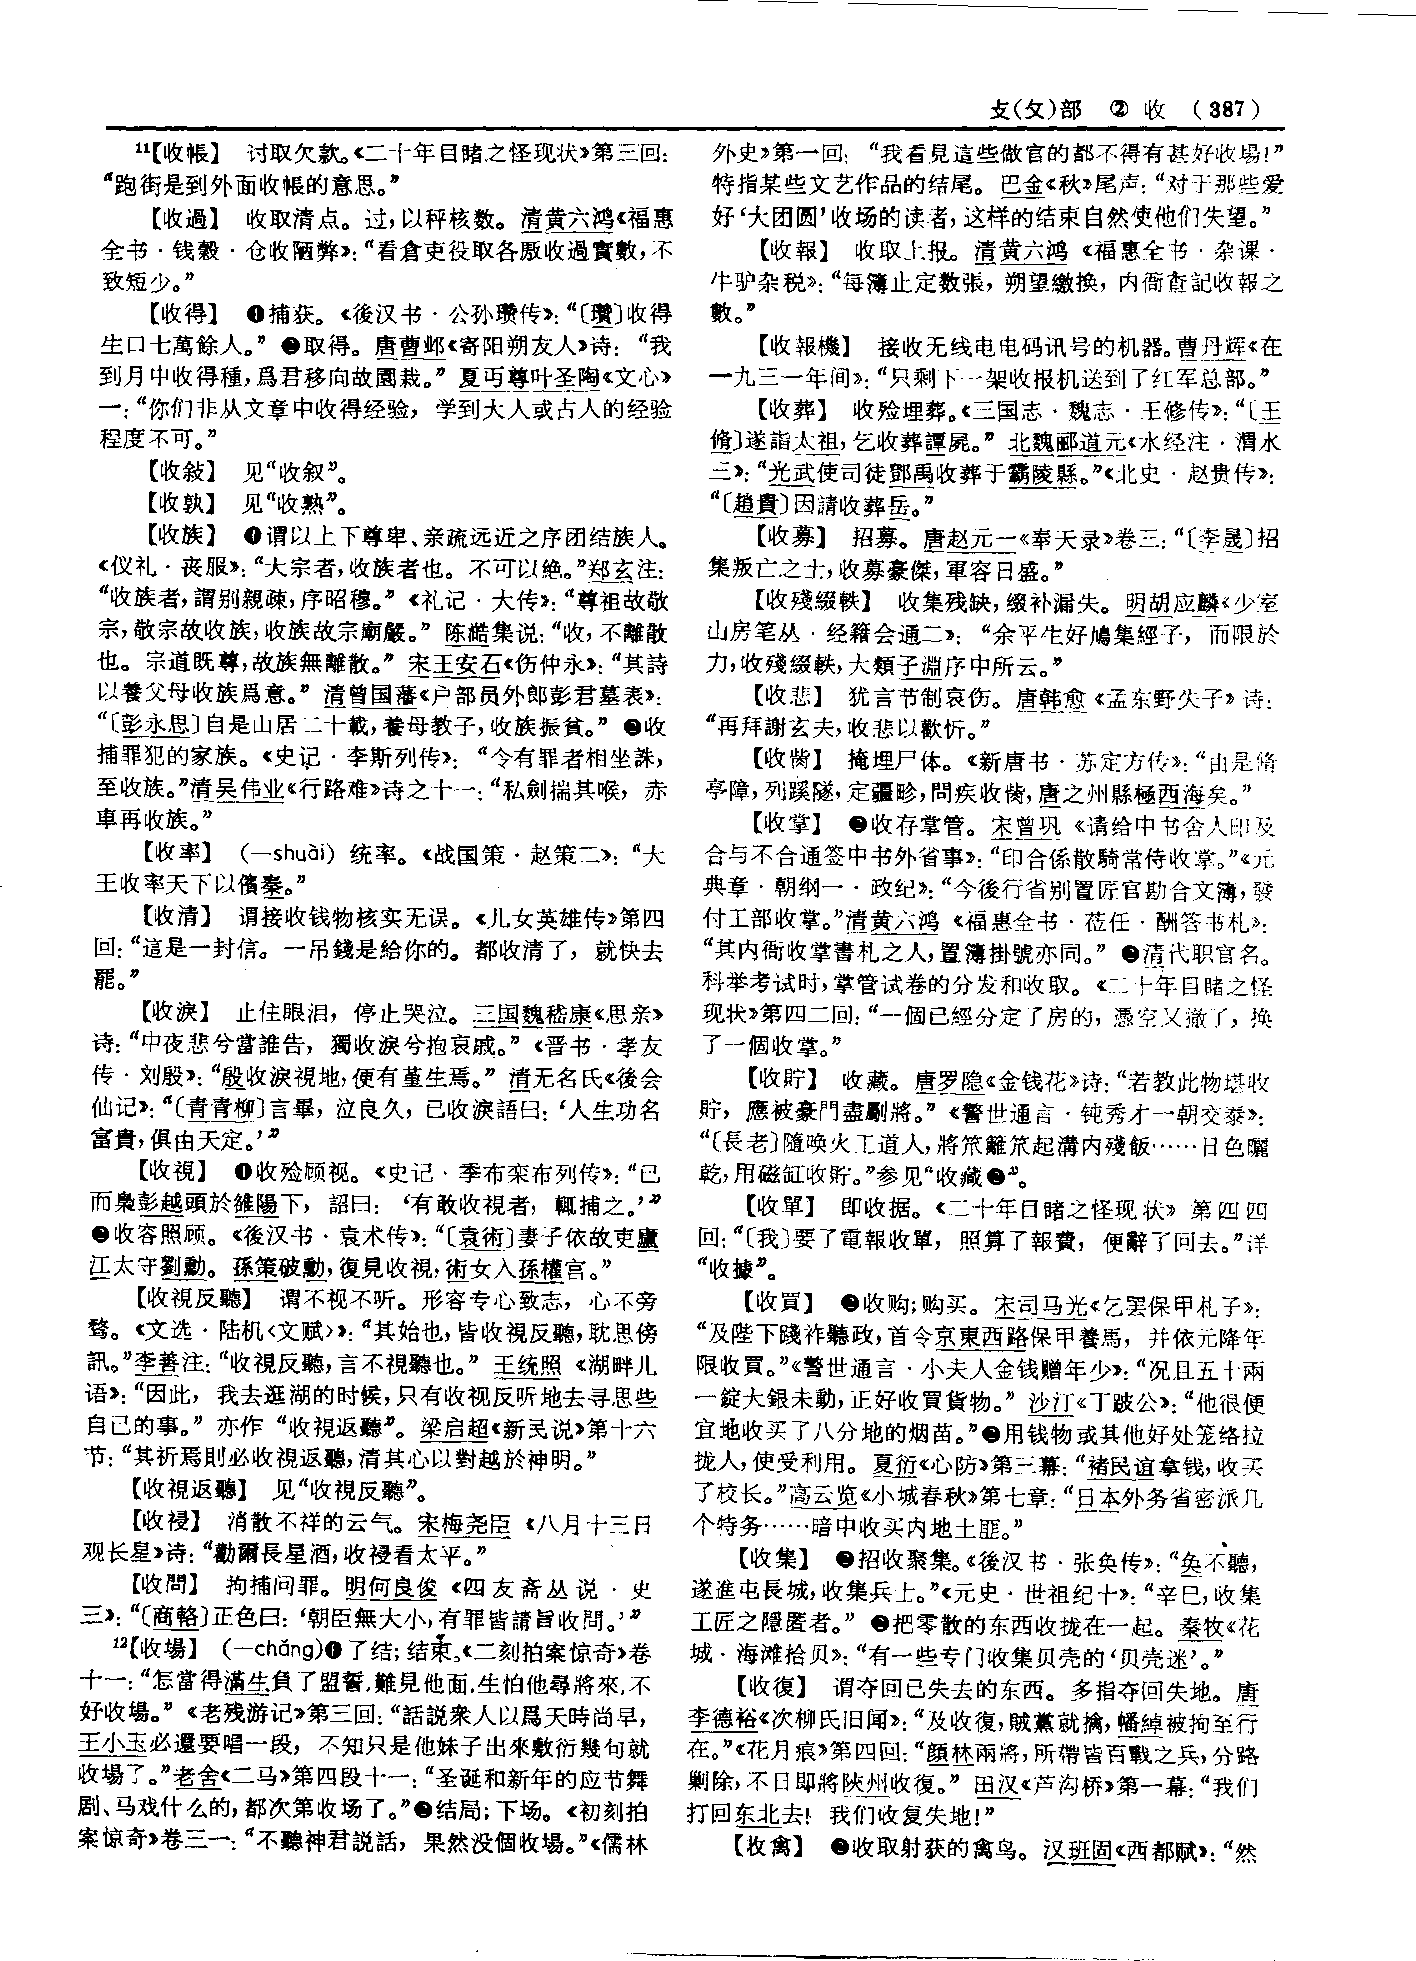 攴(攵)部 ② 收 (387)
11【收帳】 讨取欠款。《二十年目睹之怪现状》第三回:
“跑街是到外面收帳的意思。”
【收過】 收取清点。过,以秤核数。清黄六鸿《福惠
全书·钱穀·仓收陋弊》:“看倉吏役取各廒收過實數,不
致短少。”
【收得】 ❶捕获。《後汉书·公孙瓒传》:“〔瓚〕收得
生口七萬餘人。” ❷取得。唐曹邺《寄阳朔友人》诗:“我
到月中收得種,爲君移向故園栽。” 夏丏尊叶圣陶《文心》
一:“你们非从文章中收得经验,学到大人或古人的经验
程度不可。”
【收敍】 见“收叙”。
【收孰】 见“收熟”。
【收族】 ❶谓以上下尊卑、亲疏远近之序团结族人。
《仪礼·丧服》:“大宗者,收族者也。不可以絶。”郑玄注:
“收族者,謂别親疎,序昭穆。”《礼记·大传》:“尊祖故敬
宗,敬宗故收族,收族故宗廟嚴。” 陈澔集说:“收,不離散
也。宗道既尊,故族無離散。” 宋王安石《伤仲永》:“其詩
以養父母收族爲意。” 清曾国藩《户部员外郎彭君墓表》:
“〔彭永思〕自是山居二十載,養母教子,收族振貧。” ❷收
捕罪犯的家族。《史记·李斯列传》:“令有罪者相坐誅,
至收族。”清吴伟业《行路难》诗之十一:“私劍揣其喉,赤
車再收族。”
【收率】 (一shuài)统率。《战国策·赵策二》:“大
王收率天下以儐秦。”
【收清】 谓接收钱物核实无误。《儿女英雄传》第四
回:“這是一封信。一吊錢是給你的。都收清了,就快去
罷。”
【收淚】 止住眼泪,停止哭泣。三国魏嵇康《思亲》
诗:“中夜悲兮當誰告,獨收淚兮抱哀戚。”《晋书·孝友
传·刘殷》:“殷收淚視地,便有堇生焉。” 清无名氏《後会
仙记》:“〔青青柳〕言畢,泣良久,已收淚語曰:‘人生功名
富貴,俱由天定。’”
【收視】 ❶收殓顾视。《史记·季布栾布列传》:“已
而梟彭越頭於雒陽下,詔曰:‘有敢收視者,輒捕之。’”
❷收容照顾。《後汉书·袁术传》:“〔袁術〕妻子依故吏廬
江太守劉勳。孫策破勳,復見收視,術女入孫權宫。”
【收視反聽】 谓不视不听。形容专心致志,心不旁
骛。《文选·陆机〈文赋〉》:“其始也,皆收視反聽,耽思傍
訊。”李善注:“收視反聽,言不視聽也。” 王统照《湖畔儿
语》:“因此,我去逛湖的时候,只有收视反听地去寻思些
自己的事。” 亦作“收視返聽”。梁启超《新民说》第十六
节:“其祈焉則必收視返聽,清其心以對越於神明。”
【收視返聽】 见“收視反聽”。
【收祲】 消散不祥的云气。宋梅尧臣《八月十三日
观长星》诗:“勸爾長星酒,收祲看太平。”
【收問】 拘捕问罪。明何良俊《四友斋丛说·史
三》:“〔商輅〕正色曰:‘朝臣無大小,有罪皆請旨收問。’”
12【收場】 (一chǎng)❶了结;结束。《二刻拍案惊奇》卷
十一:“怎當得滿生負了盟誓,難見他面,生怕他尋將來,不
好收場。”《老残游记》第三回:“話説衆人以爲天時尚早,
王小玉必還要唱一段,不知只是他妹子出來敷衍幾句就
收場了。”老舍《二马》第四段十一:“圣诞和新年的应节舞
剧、马戏什么的,都次第收场了。”❷结局;下场。《初刻拍
案惊奇》卷三一:“不聽神君説話,果然没個收場。”《儒林
外史》第一回:“我看見這些做官的都不得有甚好收場!”
特指某些文艺作品的结尾。巴金《秋》尾声:“对于那些爱
好‘大团圆’收场的读者,这样的结束自然使他们失望。”
【收報】 收取上报。清黄六鸿《福惠全书·杂课·
牛驴杂税》:“每簿止定數張,朔望繳换,内衙查記收報之
數。”
【收報機】 接收无线电电码讯号的机器。曹丹辉《在
一九三一年间》:“只剩下一架收报机送到了红军总部。”
【收葬】 收殓埋葬。《三国志·魏志·王修传》:“〔王
脩〕遂詣太祖,乞收葬譚屍。” 北魏郦道元《水经注·渭水
三》:“光武使司徒鄧禹收葬于霸陵縣。”《北史·赵贵传》:
“〔趙貴〕因請收葬岳。”
【收募】 招募。唐赵元一《奉天录》卷三:“〔李晟〕招
集叛亡之士,收募豪傑,軍容日盛。”
【收殘綴軼】 收集残缺,缀补漏失。明胡应麟《少室
山房笔丛·经籍会通二》:“余平生好鳩集經子,而限於
力,收殘綴軼,大類子淵序中所云。”
【收悲】 犹言节制哀伤。唐韩愈《孟东野失子》诗:
“再拜謝玄夫,收悲以歡忻。”
【收胔】 掩埋尸体。《新唐书·苏定方传》:“由是脩
亭障,列蹊隧,定疆畛,問疾收胔,唐之州縣極西海矣。”
【收掌】 ❶收存掌管。宋曾巩《请给中书舍人印及
合与不合通签中书外省事》:“印合係散騎常侍收掌。”《元
典章·朝纲一·政纪》:“今後行省别置匠官勘合文簿,發
付工部收掌。”清黄六鸿《福惠全书·莅任·酬答书札》:
“其内衙收掌書札之人,置簿掛號亦同。” ❷清代职官名。
科举考试时,掌管试卷的分发和收取。《二十年目睹之怪
现状》第四二回:“一個已經分定了房的,憑空又撤了,换
了一個收掌。”
【收貯】 收藏。唐罗隐《金钱花》诗:“若教此物堪收
貯,應被豪門盡劚將。”《警世通言·钝秀才一朝交泰》:
“〔長老〕隨唤火工道人,將笊籬笊起溝内殘飯……日色曬
乾,用磁缸收貯。”参见“收藏❷”。
【收單】 即收据。《二十年目睹之怪现状》第四四
回:“〔我〕要了電報收單,照算了報費,便辭了回去。”详
“收據”。
【收買】 ❶收购;购买。宋司马光《乞罢保甲札子》:
“及陛下踐祚聽政,首令京東西路保甲養馬,并依元降年
限收買。”《警世通言·小夫人金钱赠年少》:“况且五十兩
一錠大銀未動,正好收買貨物。” 沙汀《丁跛公》:“他很便
宜地收买了八分地的烟苗。”❷用钱物或其他好处笼络拉
拢人,使受利用。夏衍《心防》第三幕:“褚民谊拿钱,收买
了校长。”高云览《小城春秋》第七章:“日本外务省密派几
个特务……暗中收买内地土匪。”
【收集】 ❶招收聚集。《後汉书·张奂传》:“奂不聽,
遂進屯長城,收集兵士。”《元史·世祖纪十》:“辛巳,收集
工匠之隱匿者。” ❷把零散的东西收拢在一起。秦牧《花
城·海滩拾贝》:“有一些专门收集贝壳的‘贝壳迷’。”
【收復】 谓夺回已失去的东西。多指夺回失地。唐
李德裕《次柳氏旧闻》:“及收復,賊黨就擒,幡綽被拘至行
在。”《花月痕》第四回:“顔林兩將,所帶皆百戰之兵,分路
剿除,不日即將陜州收復。” 田汉《芦沟桥》第一幕:“我们
打回东北去!我们收复失地!”
【收禽】 ❶收取射获的禽鸟。汉班固《西都赋》:“然